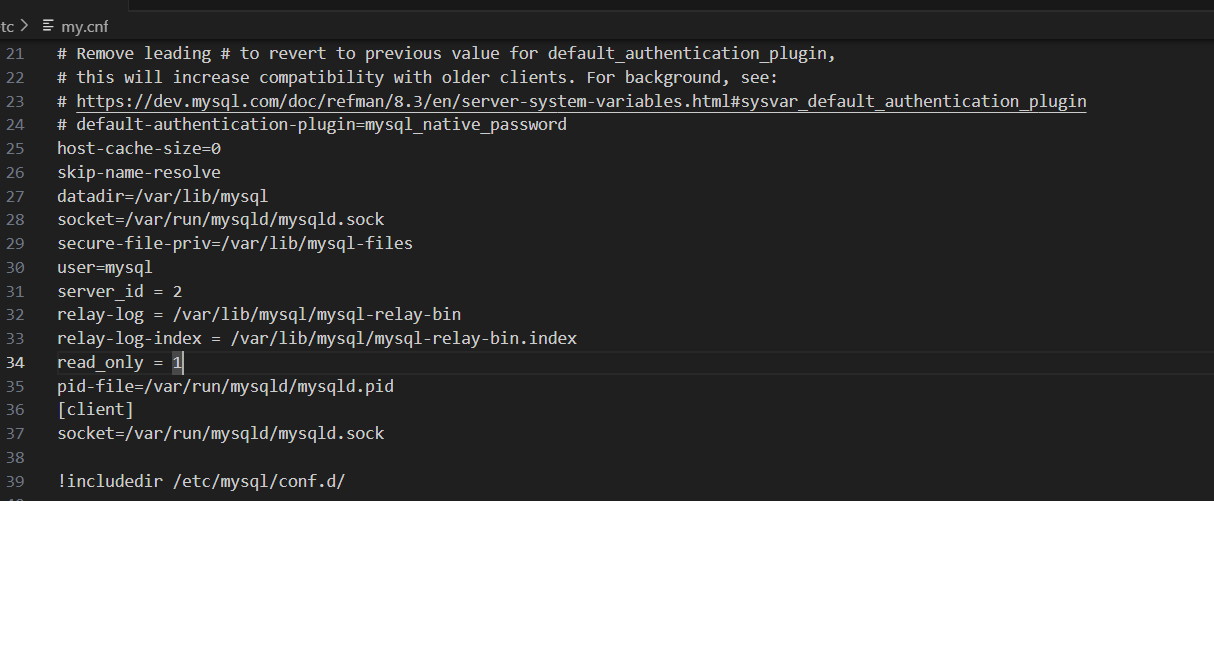 tc > my.cnf
21 # Remove leading # to revert to previous value for default_authentication_plugin,
22 # this will increase compatibility with older clients. For background, see:
23 # https://dev.mysql.com/doc/refman/8.3/en/server-system-variables.html#sysvar_default_authentication_plugin
24 # default-authentication-plugin=mysql_native_password
25 host-cache-size=0
26 skip-name-resolve
27 datadir=/var/lib/mysql
28 socket=/var/run/mysqld/mysqld.sock
29 secure-file-priv=/var/lib/mysql-files
30 user=mysql
31 server_id = 2
32 relay-log = /var/lib/mysql/mysql-relay-bin
33 relay-log-index = /var/lib/mysql/mysql-relay-bin.index
34 read_only = 1
35 pid-file=/var/run/mysqld/mysqld.pid
36 [client]
37 socket=/var/run/mysqld/mysqld.sock
38
39 !includedir /etc/mysql/conf.d/